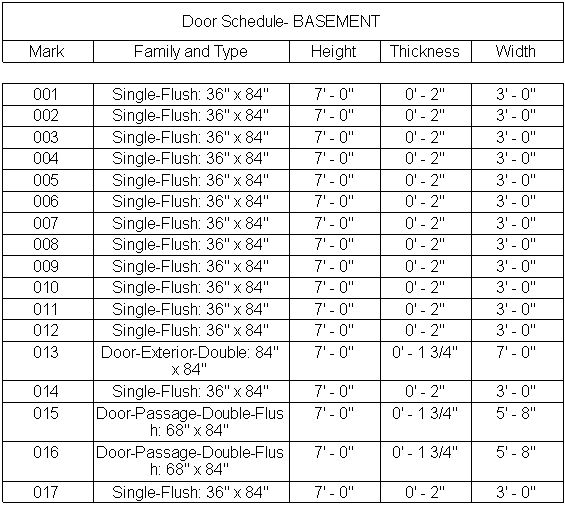 Door Schedule- BASEMENT
Mark Family and Type Height Thickness Width
001 Single-Flush: 36" x 84" 7' - 0" 0' - 2" 3' - 0"
002 Single-Flush: 36" x 84" 7' - 0" 0' - 2" 3' - 0"
003 Single-Flush: 36" x 84" 7' - 0" 0' - 2" 3' - 0"
004 Single-Flush: 36" x 84" 7' - 0" 0' - 2" 3' - 0"
005 Single-Flush: 36" x 84" 7' - 0" 0' - 2" 3' - 0"
006 Single-Flush: 36" x 84" 7' - 0" 0' - 2" 3' - 0"
007 Single-Flush: 36" x 84" 7' - 0" 0' - 2" 3' - 0"
008 Single-Flush: 36" x 84" 7' - 0" 0' - 2" 3' - 0"
009 Single-Flush: 36" x 84" 7' - 0" 0' - 2" 3' - 0"
010 Single-Flush: 36" x 84" 7' - 0" 0' - 2" 3' - 0"
011 Single-Flush: 36" x 84" 7' - 0" 0' - 2" 3' - 0"
012 Single-Flush: 36" x 84" 7' - 0" 0' - 2" 3' - 0"
013 Door-Exterior-Double: 84" 7' - 0" 0' - 1 3/4" 7' - 0"
x 84"
014 Single-Flush: 36" x 84" 7' - 0" 0' - 2" 3' - 0"
015 Door-Passage-Double-Flus 7' - 0" 0' - 1 3/4" 5' - 8"
h: 68" x 84"
016 Door-Passage-Double-Flus 7' - 0" 0' - 1 3/4" 5' - 8"
h: 68" x 84"
017 Single-Flush: 36" x 84" 7' - 0" 0' - 2" 3' - 0"